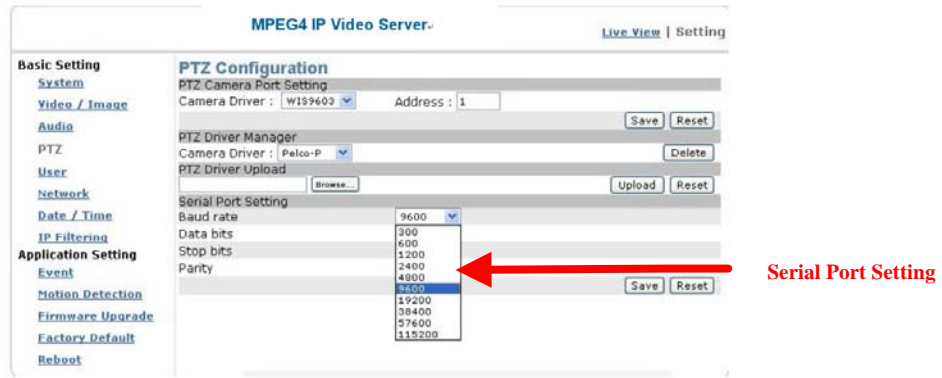 MPEG4 IP Video Server
Live View | Setting
Basic Setting
System
Video / Image
Audio
PTZ
User
Network
Date / Time
IP Filtering
Application Setting
Event
Motion Detection
Firmware Upgrade
Factory Default
Reboot
PTZ Configuration
PTZ Camera Port Setting
Camera Driver : WIS9603 Address : 1
Save Reset
PTZ Driver Manager
Camera Driver : Pelco-P Delete
PTZ Driver Upload
Browse... Upload Reset
Serial Port Setting
Baud rate 9600
Data bits
Stop bits
Parity
300
600
1200
2400
4800
9600
19200
38400
57600
115200
Save Reset
Serial Port Setting